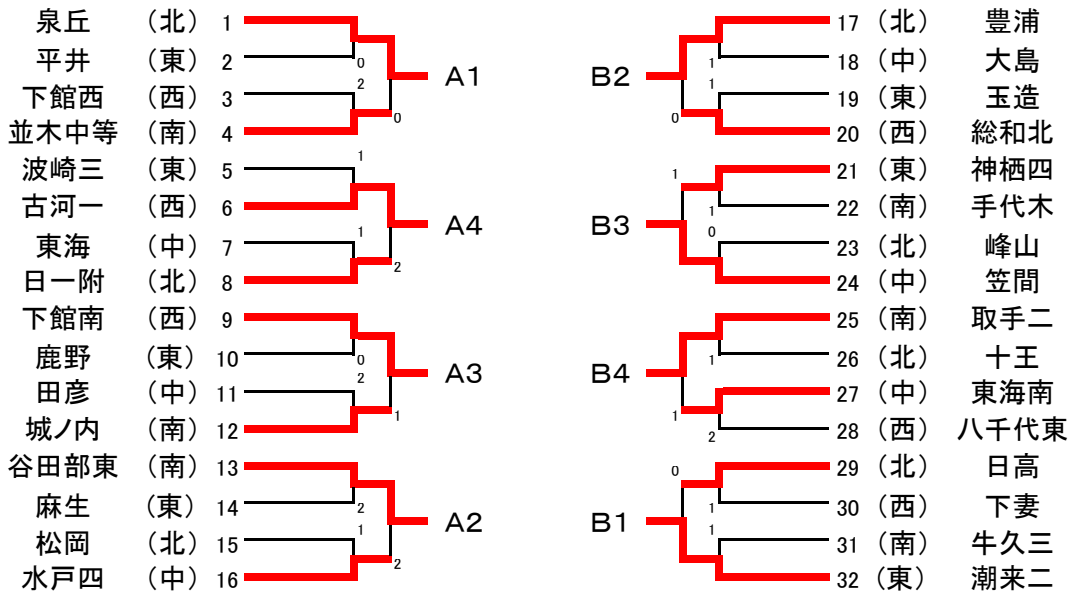 泉丘 （北） 1
平井 （東） 2
0
下館西 （西） 3
2
並木中等 （南） 4
0
A1
波崎三 （東） 5
1
古河一 （西） 6
東海 （中） 7
1
日一附 （北） 8
2
A4
下館南 （西） 9
鹿野 （東） 10
0
田彦 （中） 11
2
城ノ内 （南） 12
1
A3
谷田部東 （南） 13
麻生 （東） 14
2
松岡 （北） 15
1
水戸四 （中） 16
2
A2
17 （北） 豊浦
1
18 （中） 大島
1
19 （東） 玉造
0
20 （西） 総和北
B2
1
21 （東） 神栖四
1
22 （南） 手代木
0
23 （北） 峰山
24 （中） 笠間
B3
25 （南） 取手二
1
26 （北） 十王
27 （中） 東海南
1
2
28 （西） 八千代東
B4
0
29 （北） 日高
1
30 （西） 下妻
1
31 （南） 牛久三
32 （東） 潮来二
B1